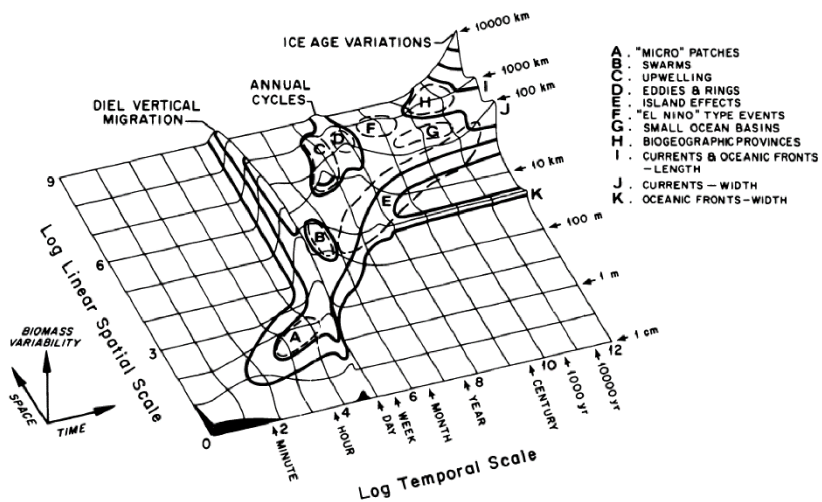 ICE AGE VARIATIONS
10000 km
1000 km
I
100 km
J
ANNUAL
CYCLES
DIEL VERTICAL
MIGRATION
H
F
G
D
C
E
B
A
10 km
K
100 m
1 m
1 cm
9
6
3
0
Log Linear Spatial Scale
BIOMASS
VARIABILITY
SPACE
TIME
2
4
6
8
10
12
MINUTE
HOUR
DAY
WEEK
MONTH
YEAR
CENTURY
1000 yr
10000 yr
Log Temporal Scale
A . "MICRO" PATCHES
B . SWARMS
C . UPWELLING
D . EDDIES & RINGS
E . ISLAND EFFECTS
F . "EL NINO" TYPE EVENTS
G . SMALL OCEAN BASINS
H . BIOGEOGRAPHIC PROVINCES
I . CURRENTS & OCEANIC FRONTS
– LENGTH
J . CURRENTS – WIDTH
K . OCEANIC FRONTS – WIDTH